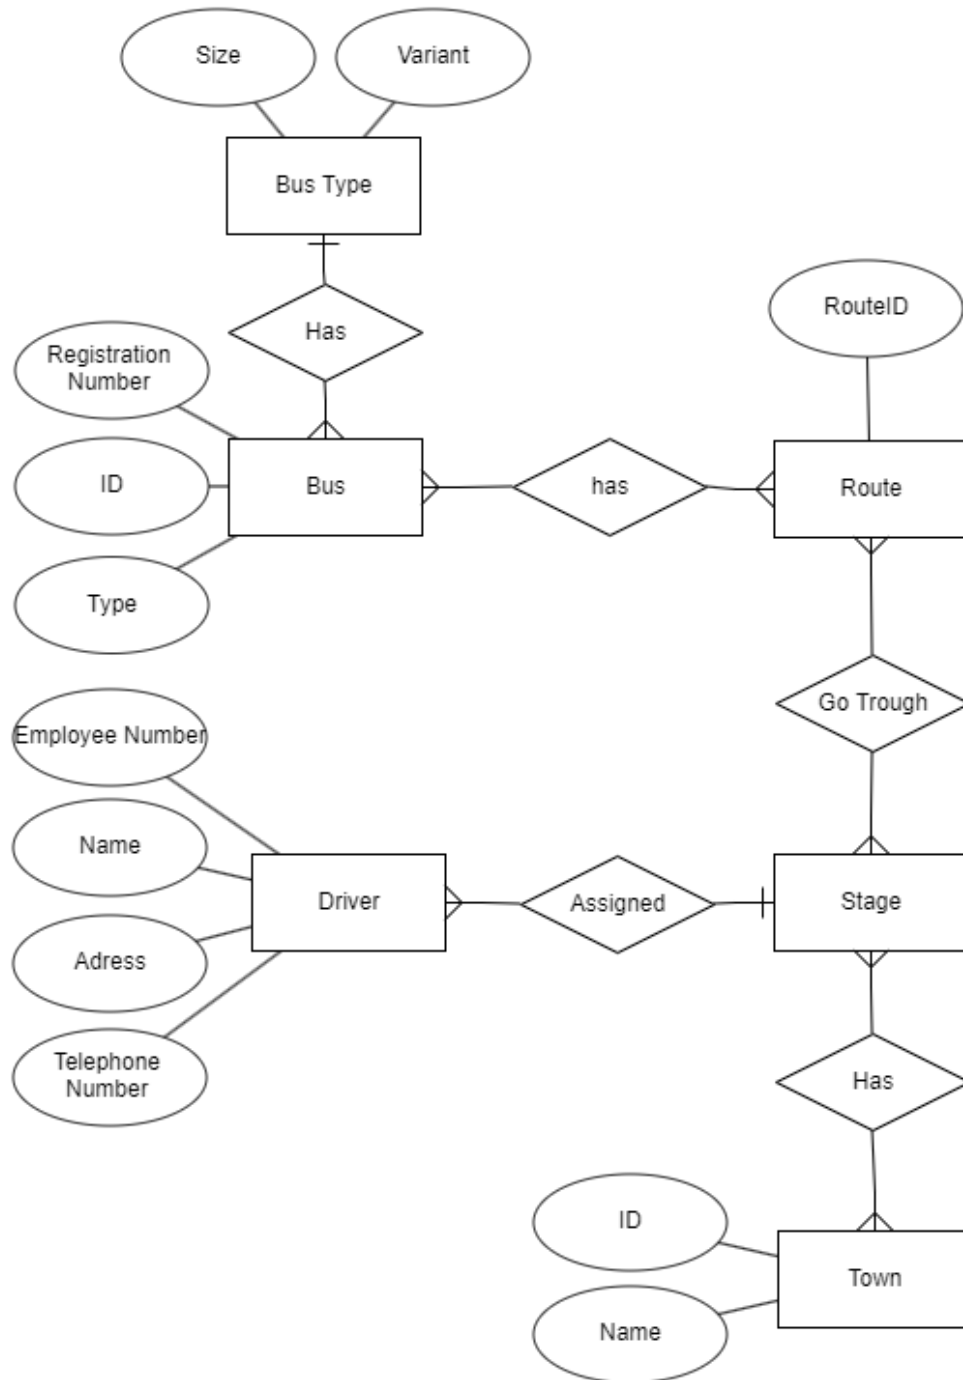 Size
Variant
Bus Type
Has
RouteID
Registration
Number
ID
Bus
has
Route
Type
Go Trough
Employee Number
Name
Driver
Assigned
Stage
Adress
Telephone
Number
Has
ID
Town
Name